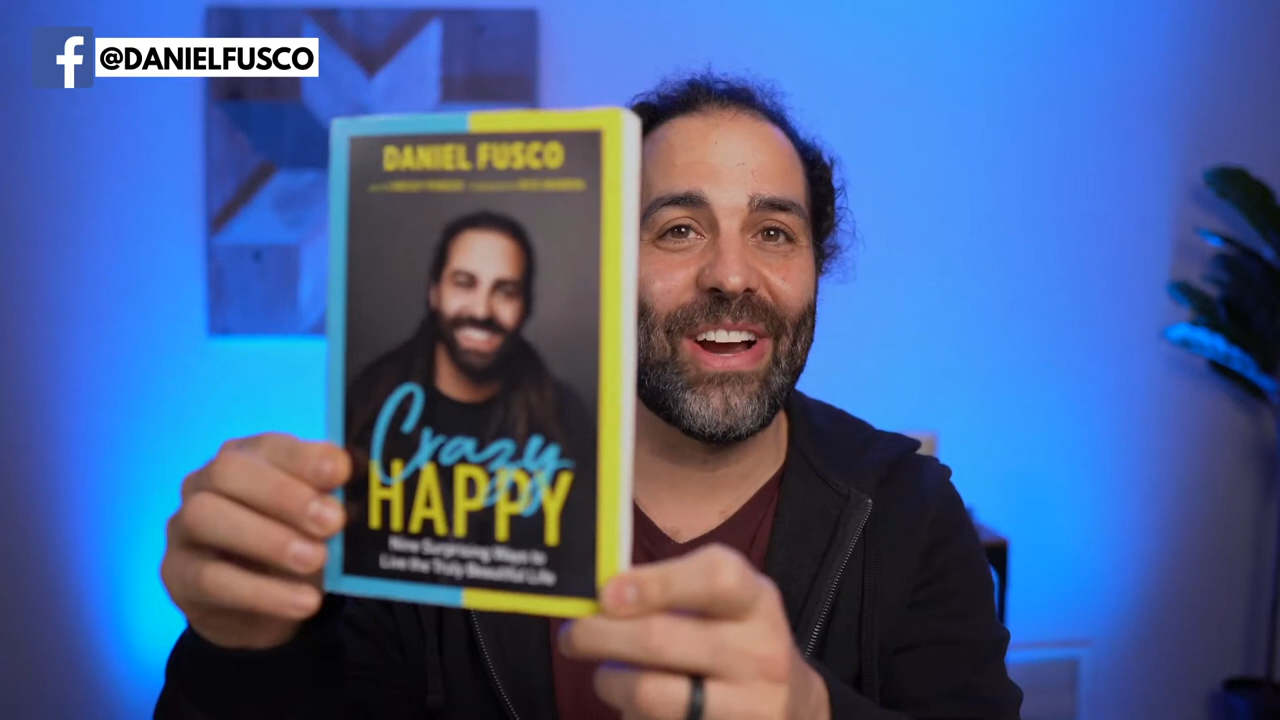 f @DANIELFUSCO
DANIEL FUSCO
Crazy
HAPPY
Nine Surprising Ways to
Live the Truly Beautiful Life